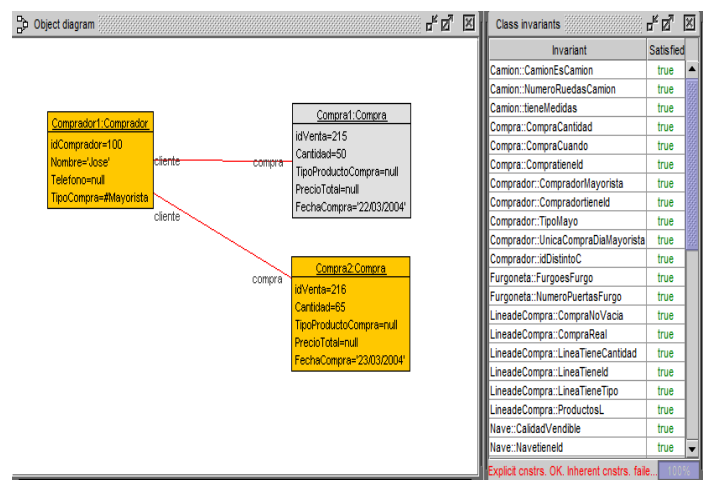 Object diagram
Comprador1:Comprador
idComprador=100
Nombre='Jose'
Telefono=null
TipoCompra=#Mayorista
cliente
compra
cliente
compra
Compra1:Compra
idVenta=215
Cantidad=50
TipoProductoCompra=null
PrecioTotal=null
FechaCompra='22/03/2004'
Compra2:Compra
idVenta=216
Cantidad=65
TipoProductoCompra=null
PrecioTotal=null
FechaCompra='23/03/2004'
Class invariants
Invariant Satisfied
Camion::CamionEsCamion true
Camion::NumeroRuedasCamion true
Camion::tieneMedidas true
Compra::CompraCantidad true
Compra::CompraCuando true
Compra::CompratieneId true
Comprador::CompradorMayorista true
Comprador::CompradortieneId true
Comprador::TipoMayo true
Comprador::UnicaCompraDiaMayorista true
Comprador::idDistintoC true
Furgoneta::FurgoesFurgo true
Furgoneta::NumeroPuertasFurgo true
LineadeCompra::CompraNoVacia true
LineadeCompra::CompraReal true
LineadeCompra::LineaTieneCantidad true
LineadeCompra::LineaTieneId true
LineadeCompra::LineaTieneTipo true
LineadeCompra::ProductosL true
Nave::CalidadVendible true
Nave::NavetieneId true
Explicit cnstrs. OK. Inherent cnstrs. faile... 100%